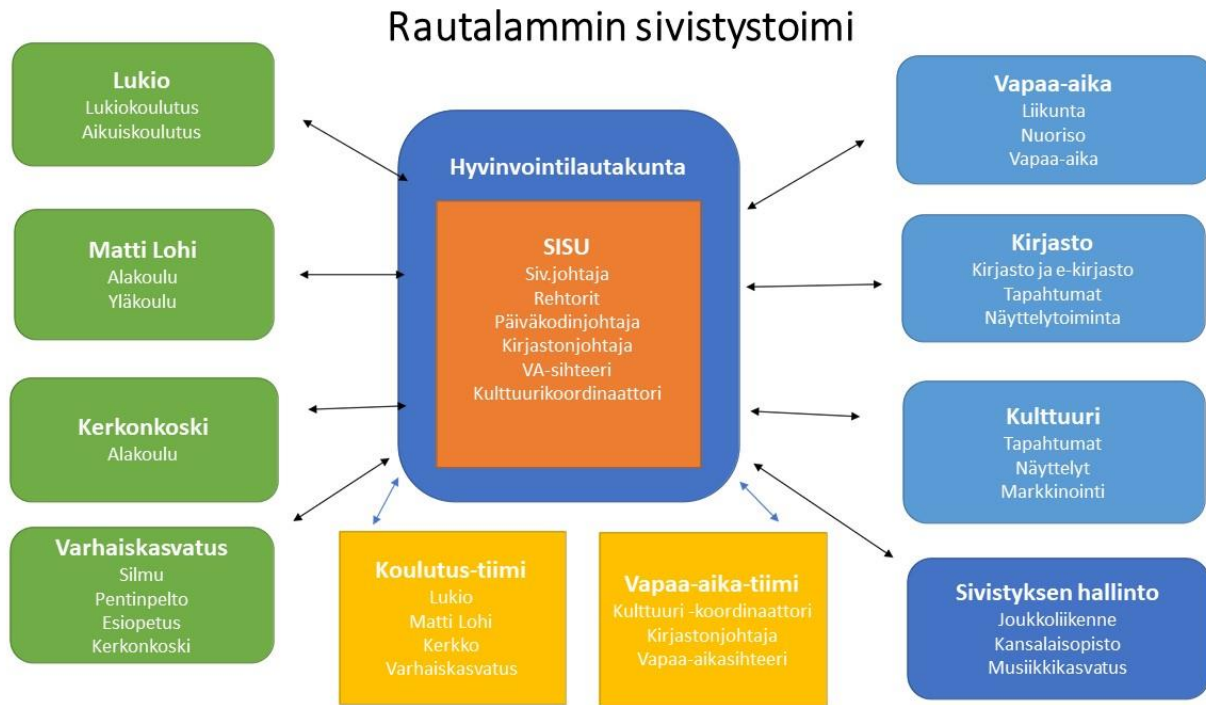 Rautalammin sivistystoimi
Lukio
Lukiokoulutus
Aikuiskoulutus
Matti Lohi
Alakoulu
Yläkoulu
Kerkonkoski
Alakoulu
Varhaiskasvatus
Silmu
Pentinpelto
Esiopetus
Kerkonkoski
Hyvinvointilautakunta
SISU
Siv.johtaja
Rehtorit
Päiväkodinjohtaja
Kirjastonjohtaja
VA-sihteeri
Kulttuurikoordinaattori
Koulutus-tiimi
Lukio
Matti Lohi
Kerkko
Varhaiskasvatus
Vapaa-aika-tiimi
Kulttuuri -koordinaattori
Kirjastonjohtaja
Vapaa-aikasihteeri
Vapaa-aika
Liikunta
Nuoriso
Vapaa-aika
Kirjasto
Kirjasto ja e-kirjasto
Tapahtumat
Näyttelytoiminta
Kulttuuri
Tapahtumat
Näyttelyt
Markkinointi
Sivistyksen hallinto
Joukkoliikenne
Kansalaisopisto
Musiikkikasvatus